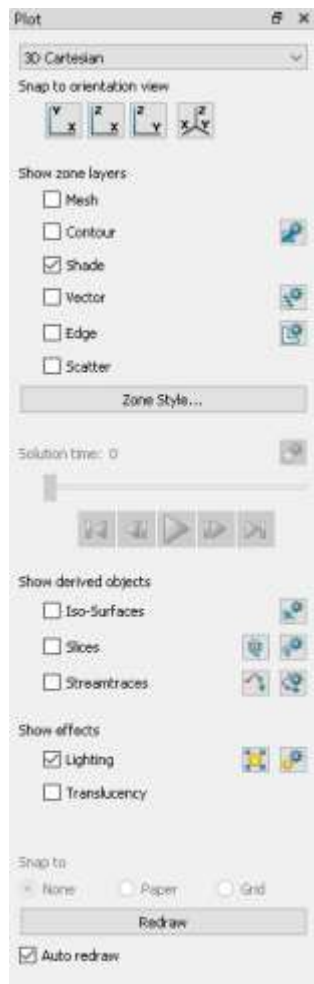 Plot
3D Cartesian
Snap to orientation view
Y X Z X Z Y Z X Y
Show zone layers
Mesh
Contour
Shade
Vector
Edge
Scatter
Zone Style...
Solution time: 0
Show derived objects
Iso-Surfaces
Slices
Streamtraces
Show effects
Lighting
Translucency
Snap to
None Paper Grid
Redraw
Auto redraw